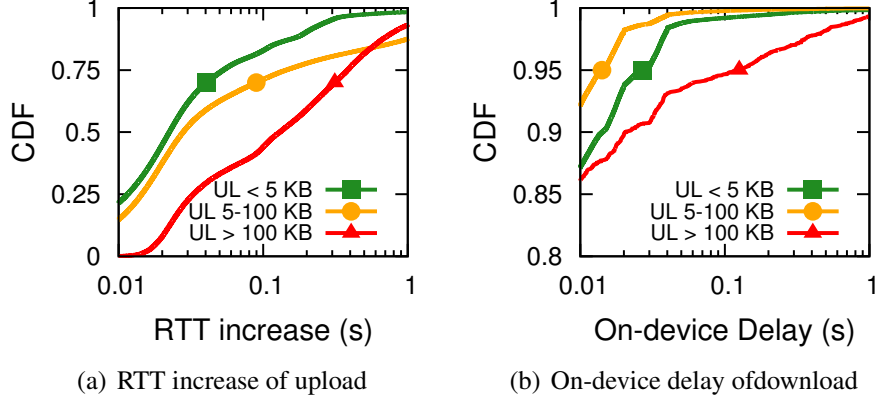 1
0.75
0.5
0.25
0
CDF
0.01
0.1
1
RTT increase (s)
UL < 5 KB
UL 5-100 KB
UL > 100 KB
(a) RTT increase of upload
1
0.95
0.9
0.85
0.8
CDF
0.01
0.1
1
On-device Delay (s)
UL < 5 KB
UL 5-100 KB
UL > 100 KB
(b) On-device delay ofdownload